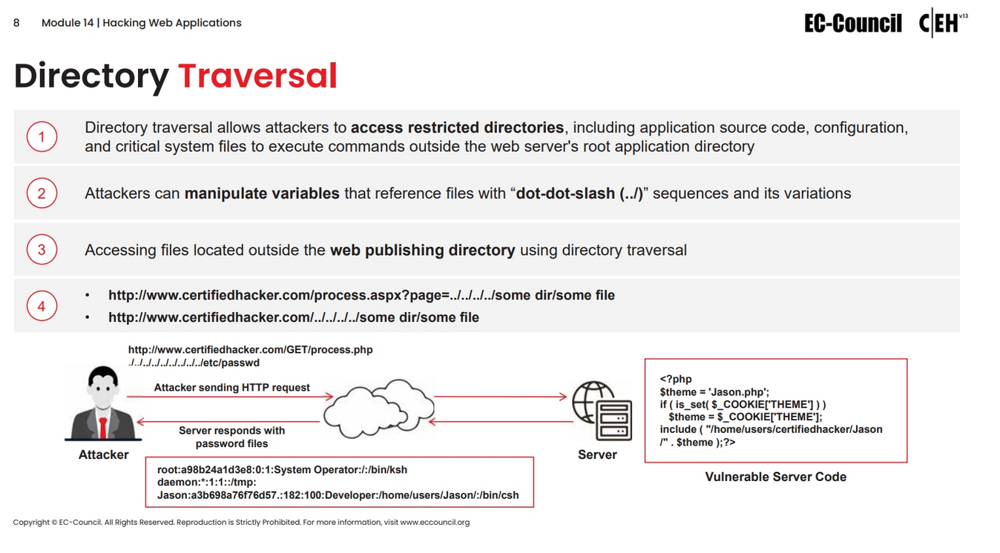 8 Module 14 | Hacking Web Applications
EC-Council C|EH v13
Directory Traversal
1
Directory traversal allows attackers to access restricted directories, including application source code, configuration,
and critical system files to execute commands outside the web server's root application directory
2
Attackers can manipulate variables that reference files with “dot-dot-slash (../)” sequences and its variations
3
Accessing files located outside the web publishing directory using directory traversal
4
• http://www.certifiedhacker.com/process.aspx?page=../../../../some dir/some file
• http://www.certifiedhacker.com/../../../../some dir/some file
http://www.certifiedhacker.com/GET/process.php
./../../../../../../../../etc/passwd
Attacker sending HTTP request
Server responds with
password files
Attacker
root:a98b24a1d3e8:0:1:System Operator:/:/bin/ksh
daemon:*:1:1::/tmp:
Jason:a3b698a76f76d57.:182:100:Developer:/home/users/Jason/:/bin/csh
Server
<?php
$theme = 'Jason.php';
if ( is_set( $_COOKIE['THEME'] ) )
$theme = $_COOKIE['THEME'];
include ( "/home/users/certifiedhacker/Jason
/" . $theme );?>
Vulnerable Server Code
Copyright © EC-Council. All Rights Reserved. Reproduction is Strictly Prohibited. For more information, visit www.eccouncil.org